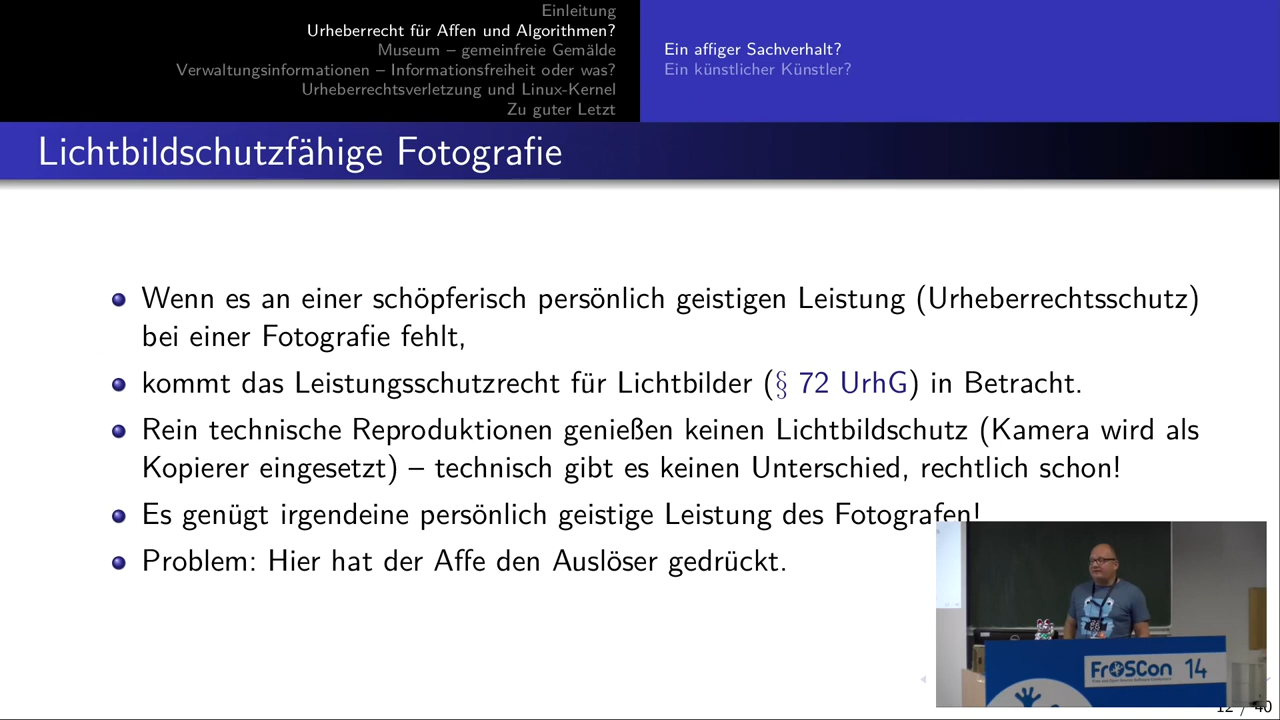 Einleitung
Urheberrecht für Affen und Algorithmen?
Museum – gemeinfreie Gemälde
Verwaltungsinformationen – Informationsfreiheit oder was?
Urheberrechtsverletzung und Linux-Kernel
Zu guter Letzt
Ein affiger Sachverhalt?
Ein künstlicher Künstler?
Lichtbildschutzfähige Fotografie
Wenn es an einer schöpferisch persönlich geistigen Leistung (Urheberrechtsschutz)
bei einer Fotografie fehlt,
kommt das Leistungsschutzrecht für Lichtbilder (§ 72 UrhG) in Betracht.
Rein technische Reproduktionen genießen keinen Lichtbildschutz (Kamera wird als
Kopierer eingesetzt) – technisch gibt es keinen Unterschied, rechtlich schon!
Es genügt irgendeine persönlich geistige Leistung des Fotografen!
Problem: Hier hat der Affe den Auslöser gedrückt.
FrOSCon 14
12 / 40